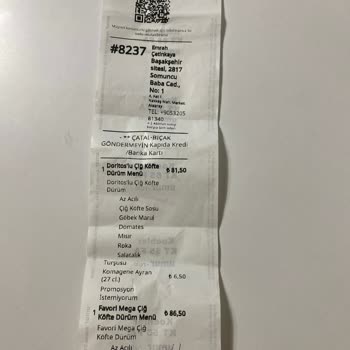 #8237
Emrah
Çetinkaya
Başakşehir
sitesi, 2817
Somuncu
Baba Cad.,
No: 1
- ** ÇATAL-BIÇAK
GÖNDERMEYİN Kapıda Kredi
/Banka Kartı
1 Doritos'lu Çiğ Köfte ₺ 81,50
Dürüm Menü
Doritos'lu Çiğ Köfte
Dürüm
Az Acılı
Çiğ Köfte Sosu
Göbek Marul
Domates
Mısır
Roka
Salatalık
Turşusu
Komagene Ayran ₺ 6,50
(27 cl.)
Promosyon
İstemiyorum
1 Favori Mega Çiğ ₺ 86,50
Köfte Dürüm Menü
Favori Mega Çiğ
Köfte Dürüm
Az Acılı